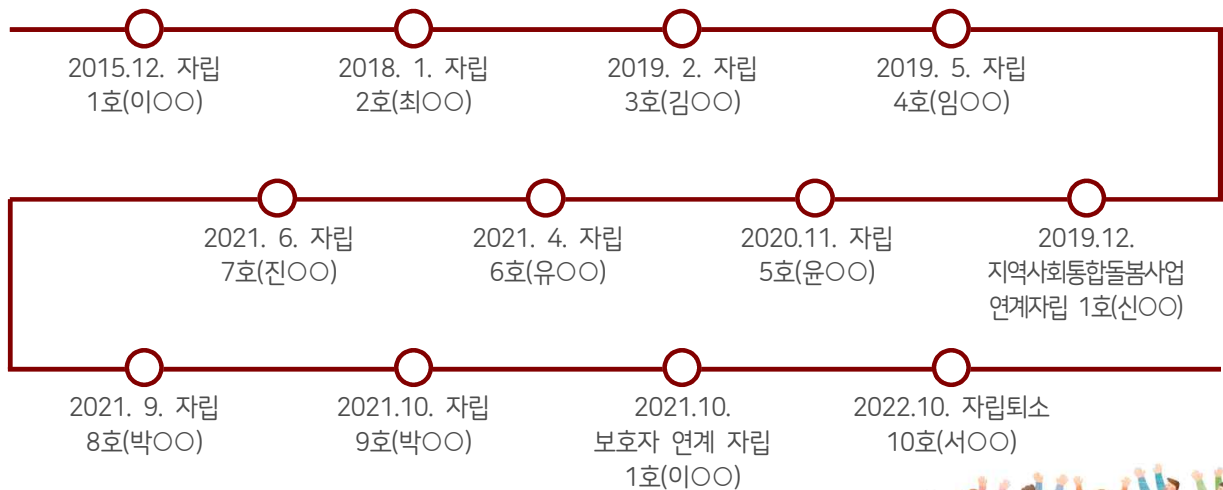 2015.12. 자립
1호(이○○)
2018. 1. 자립
2호(최○○)
2019. 2. 자립
3호(김○○)
2019. 5. 자립
4호(임○○)
2019.12.
지역사회통합돌봄사업
연계자립 1호(신○○)
2020.11. 자립
5호(윤○○)
2021. 4. 자립
6호(유○○)
2021. 6. 자립
7호(진○○)
2021. 9. 자립
8호(박○○)
2021.10. 자립
9호(박○○)
2021.10.
보호자 연계 자립
1호(이○○)
2022.10. 자립퇴소
10호(서○○)